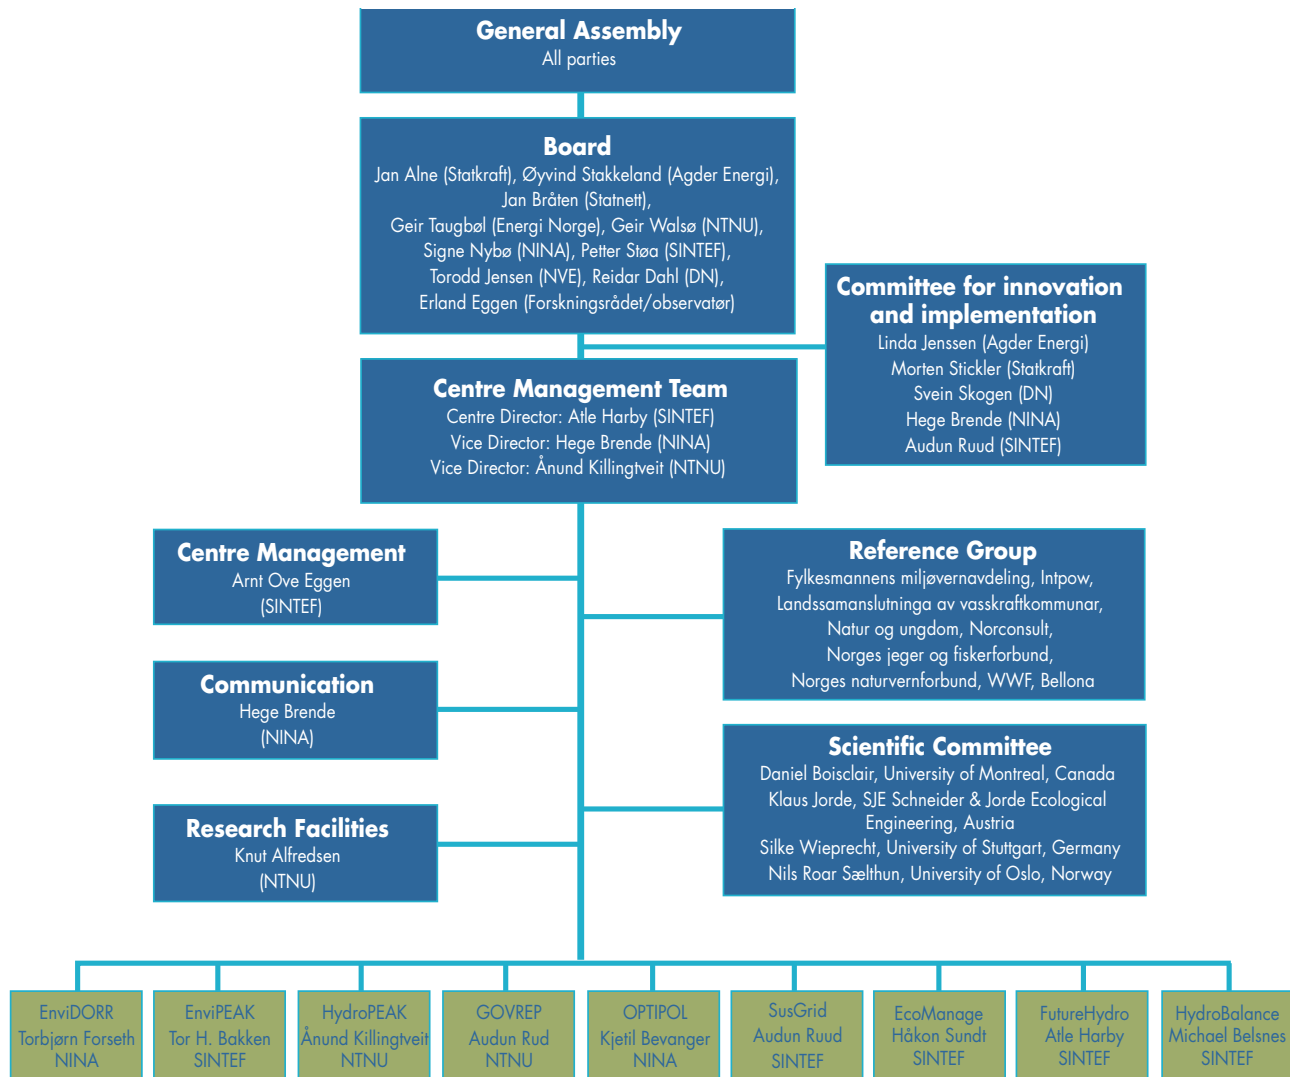 General Assembly
All parties
Board
Jan Alne (Statkraft), Øyvind Stakkeland (Agder Energi),
Jan Bråten (Statnett),
Geir Taugbøl (Energi Norge), Geir Walsø (NTNU),
Signe Nybø (NINA), Petter Støa (SINTEF),
Torodd Jensen (NVE), Reidar Dahl (DN),
Erland Eggen (Forskningsrådet/observatør)
Committee for innovation
and implementation
Linda Jenssen (Agder Energi)
Morten Stickler (Statkraft)
Svein Skogen (DN)
Hege Brende (NINA)
Audun Ruud (SINTEF)
Centre Management Team
Centre Director: Atle Harby (SINTEF)
Vice Director: Hege Brende (NINA)
Vice Director: Ånund Killingtveit (NTNU)
Centre Management
Arnt Ove Eggen
(SINTEF)
Reference Group
Fylkesmannens miljøvernavdeling, Intpow,
Landssamanslutninga av vasskraftkommunar,
Natur og ungdom, Norconsult,
Norges jeger og fiskerforbund,
Norges naturvernforbund, WWF, Bellona
Communication
Hege Brende
(NINA)
Scientific Committee
Daniel Boisclair, University of Montreal, Canada
Klaus Jorde, SJE Schneider & Jorde Ecological
Engineering, Austria
Silke Wieprecht, University of Stuttgart, Germany
Nils Roar Sælthun, University of Oslo, Norway
Research Facilities
Knut Alfredsen
(NTNU)
EnviDORR
Torbjørn Forseth
NINA
EnviPEAK
Tor H. Bakken
SINTEF
HydroPEAK
Ånund Killingtveit
NTNU
GOVREP
Audun Rud
NTNU
OPTIPOL
Kjetil Bevanger
NINA
SusGrid
Audun Ruud
SINTEF
EcoManage
Håkon Sundt
SINTEF
FutureHydro
Atle Harby
SINTEF
HydroBalance
Michael Belsnes
SINTEF